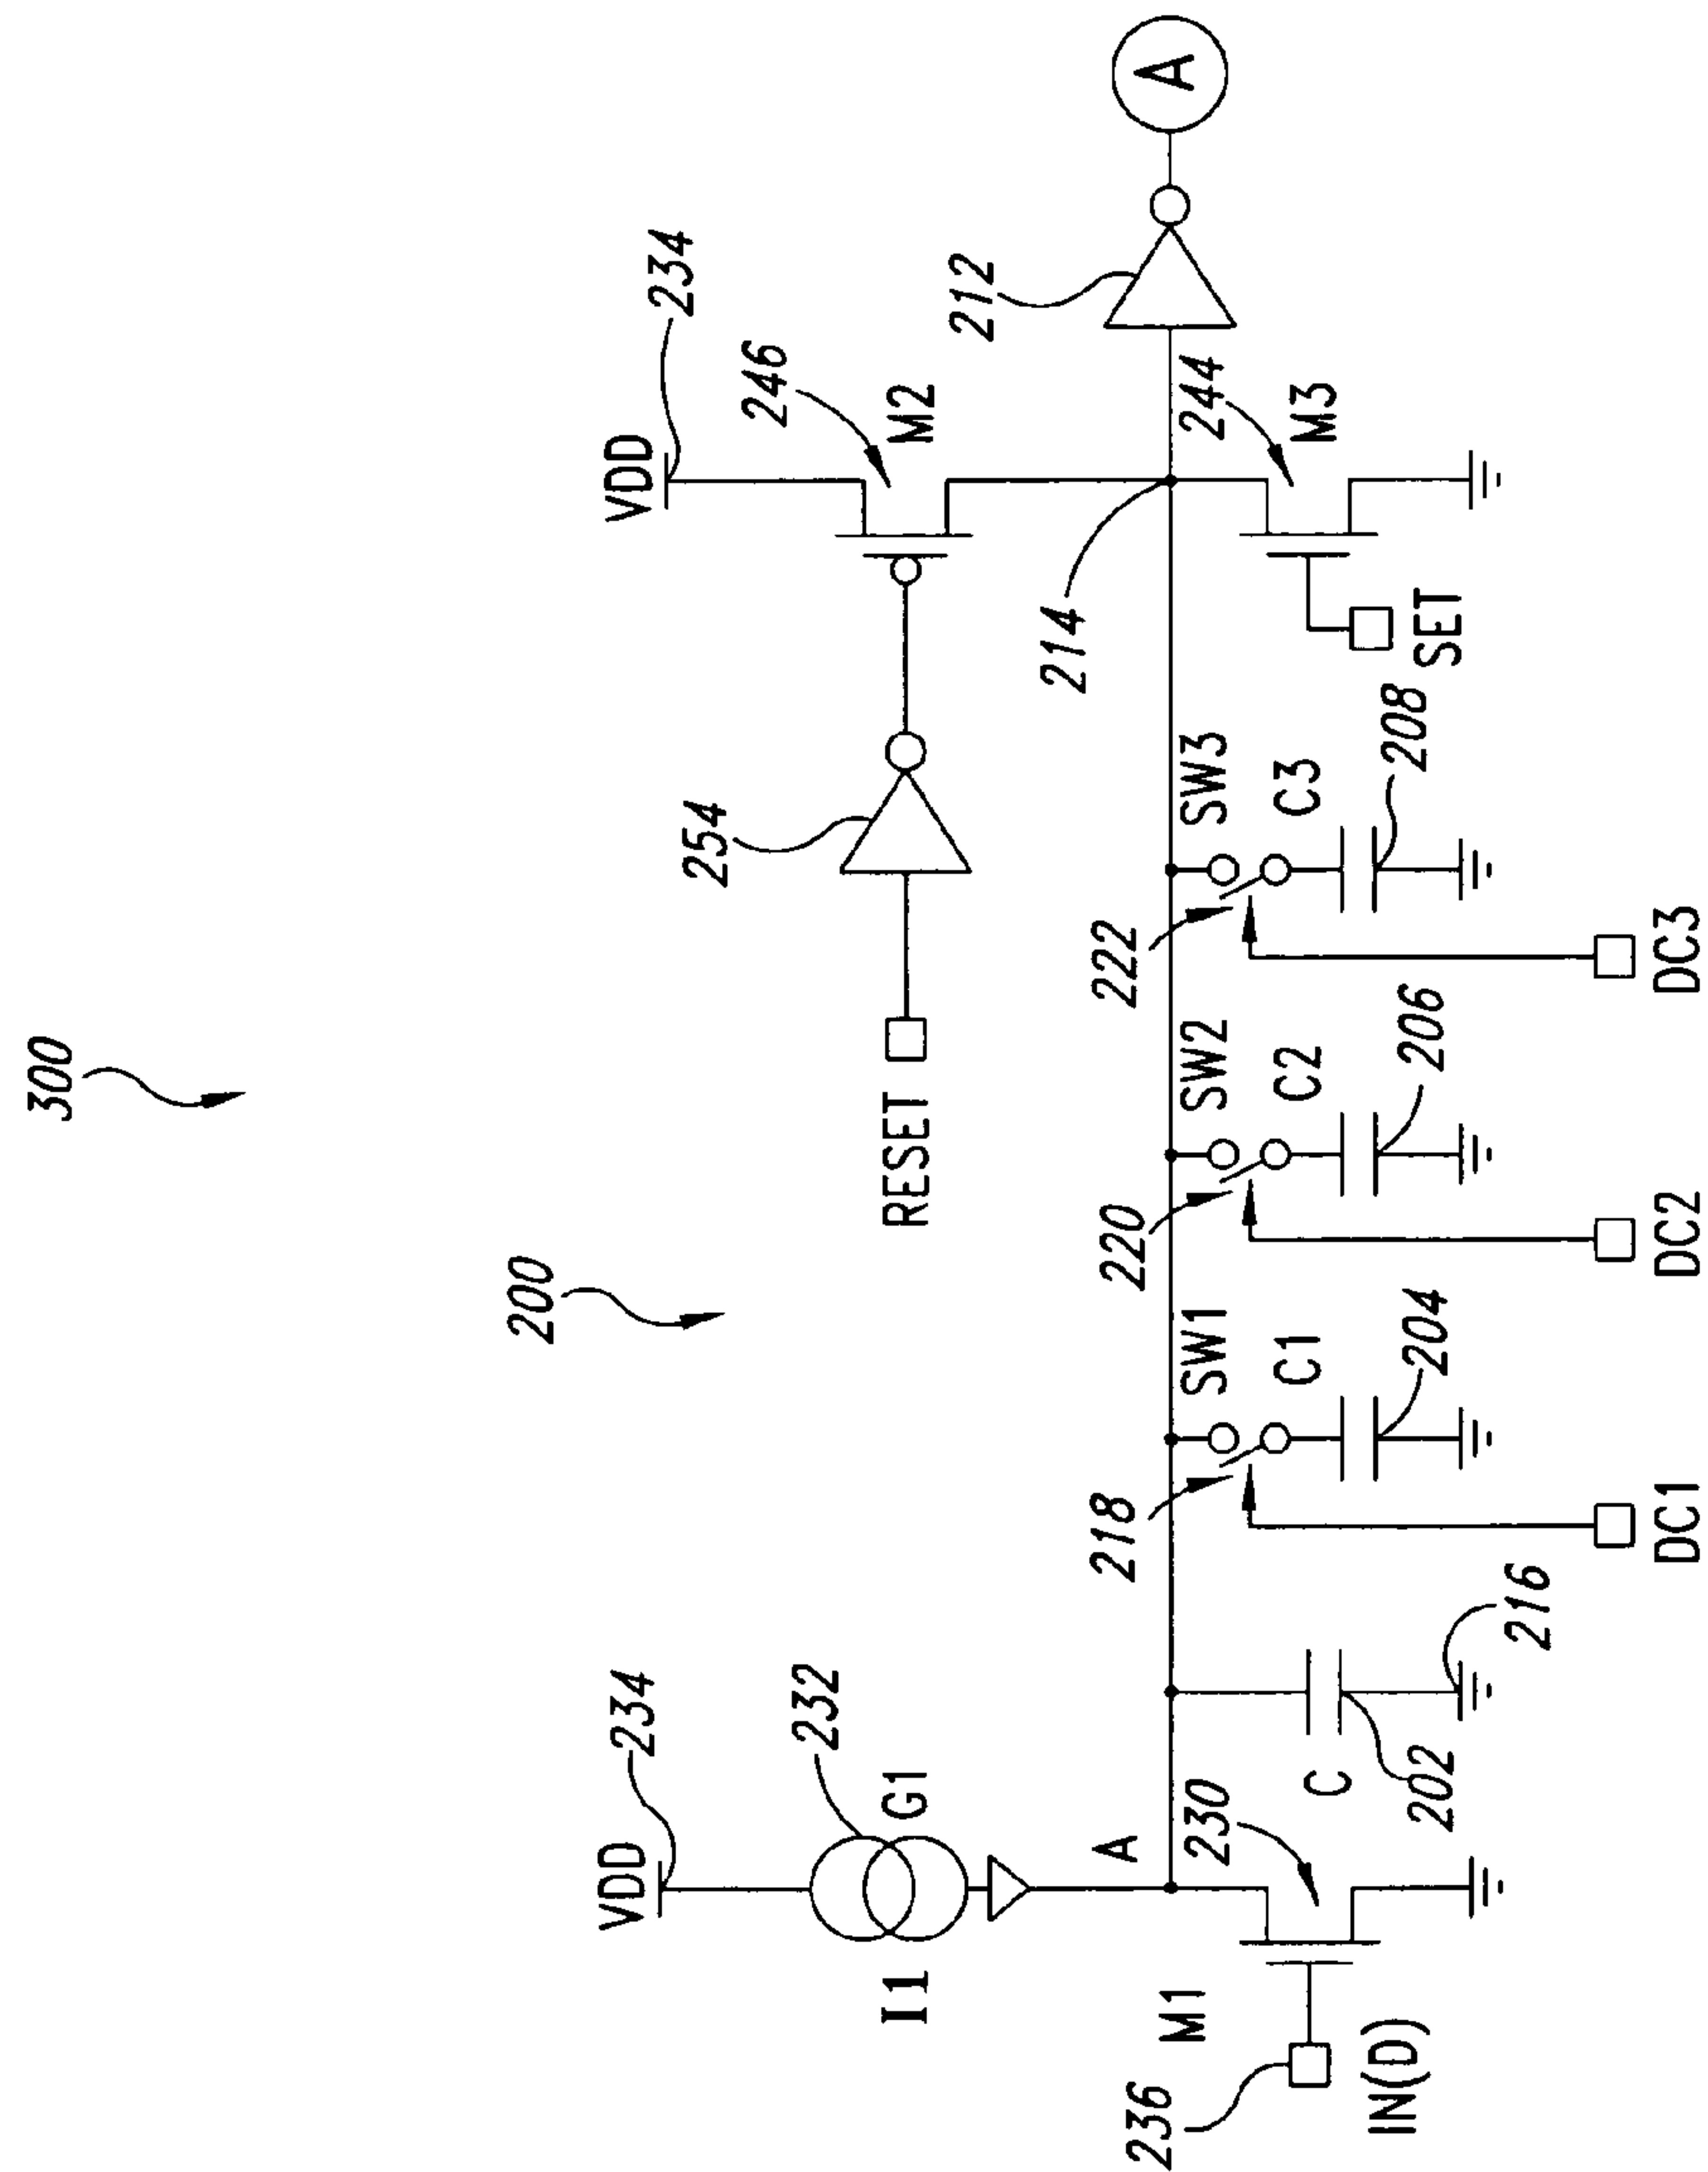 300
200
VDD
234
VDD
234
232
I1
G1
254
RESET
246
M2
A
214
212
A
236
M1
IN(D)
230
C
202
216
218
SW1
C1
204
DC1
220
SW2
C2
206
DC2
222
SW3
C3
208
DC3
244
M3
SET